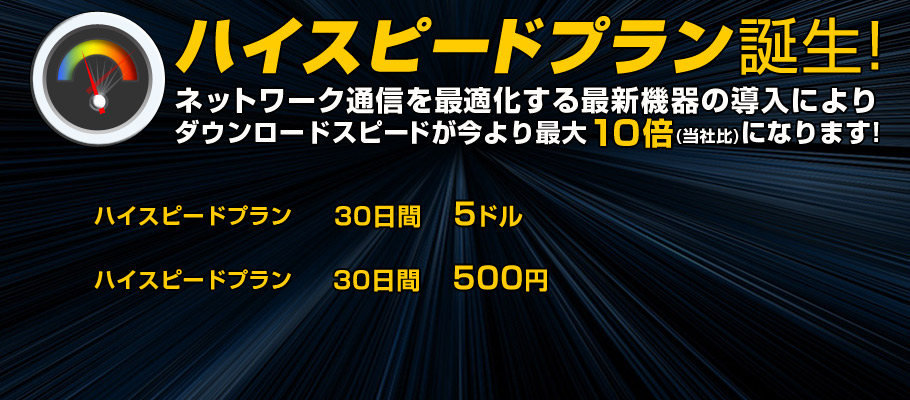 ハイスピードプラン誕生!
ネットワーク通信を最適化する最新機器の導入により
ダウンロードスピードが今より最大10倍(当社比)になります!
ハイスピードプラン 30日間 5ドル
ハイスピードプラン 30日間 500円